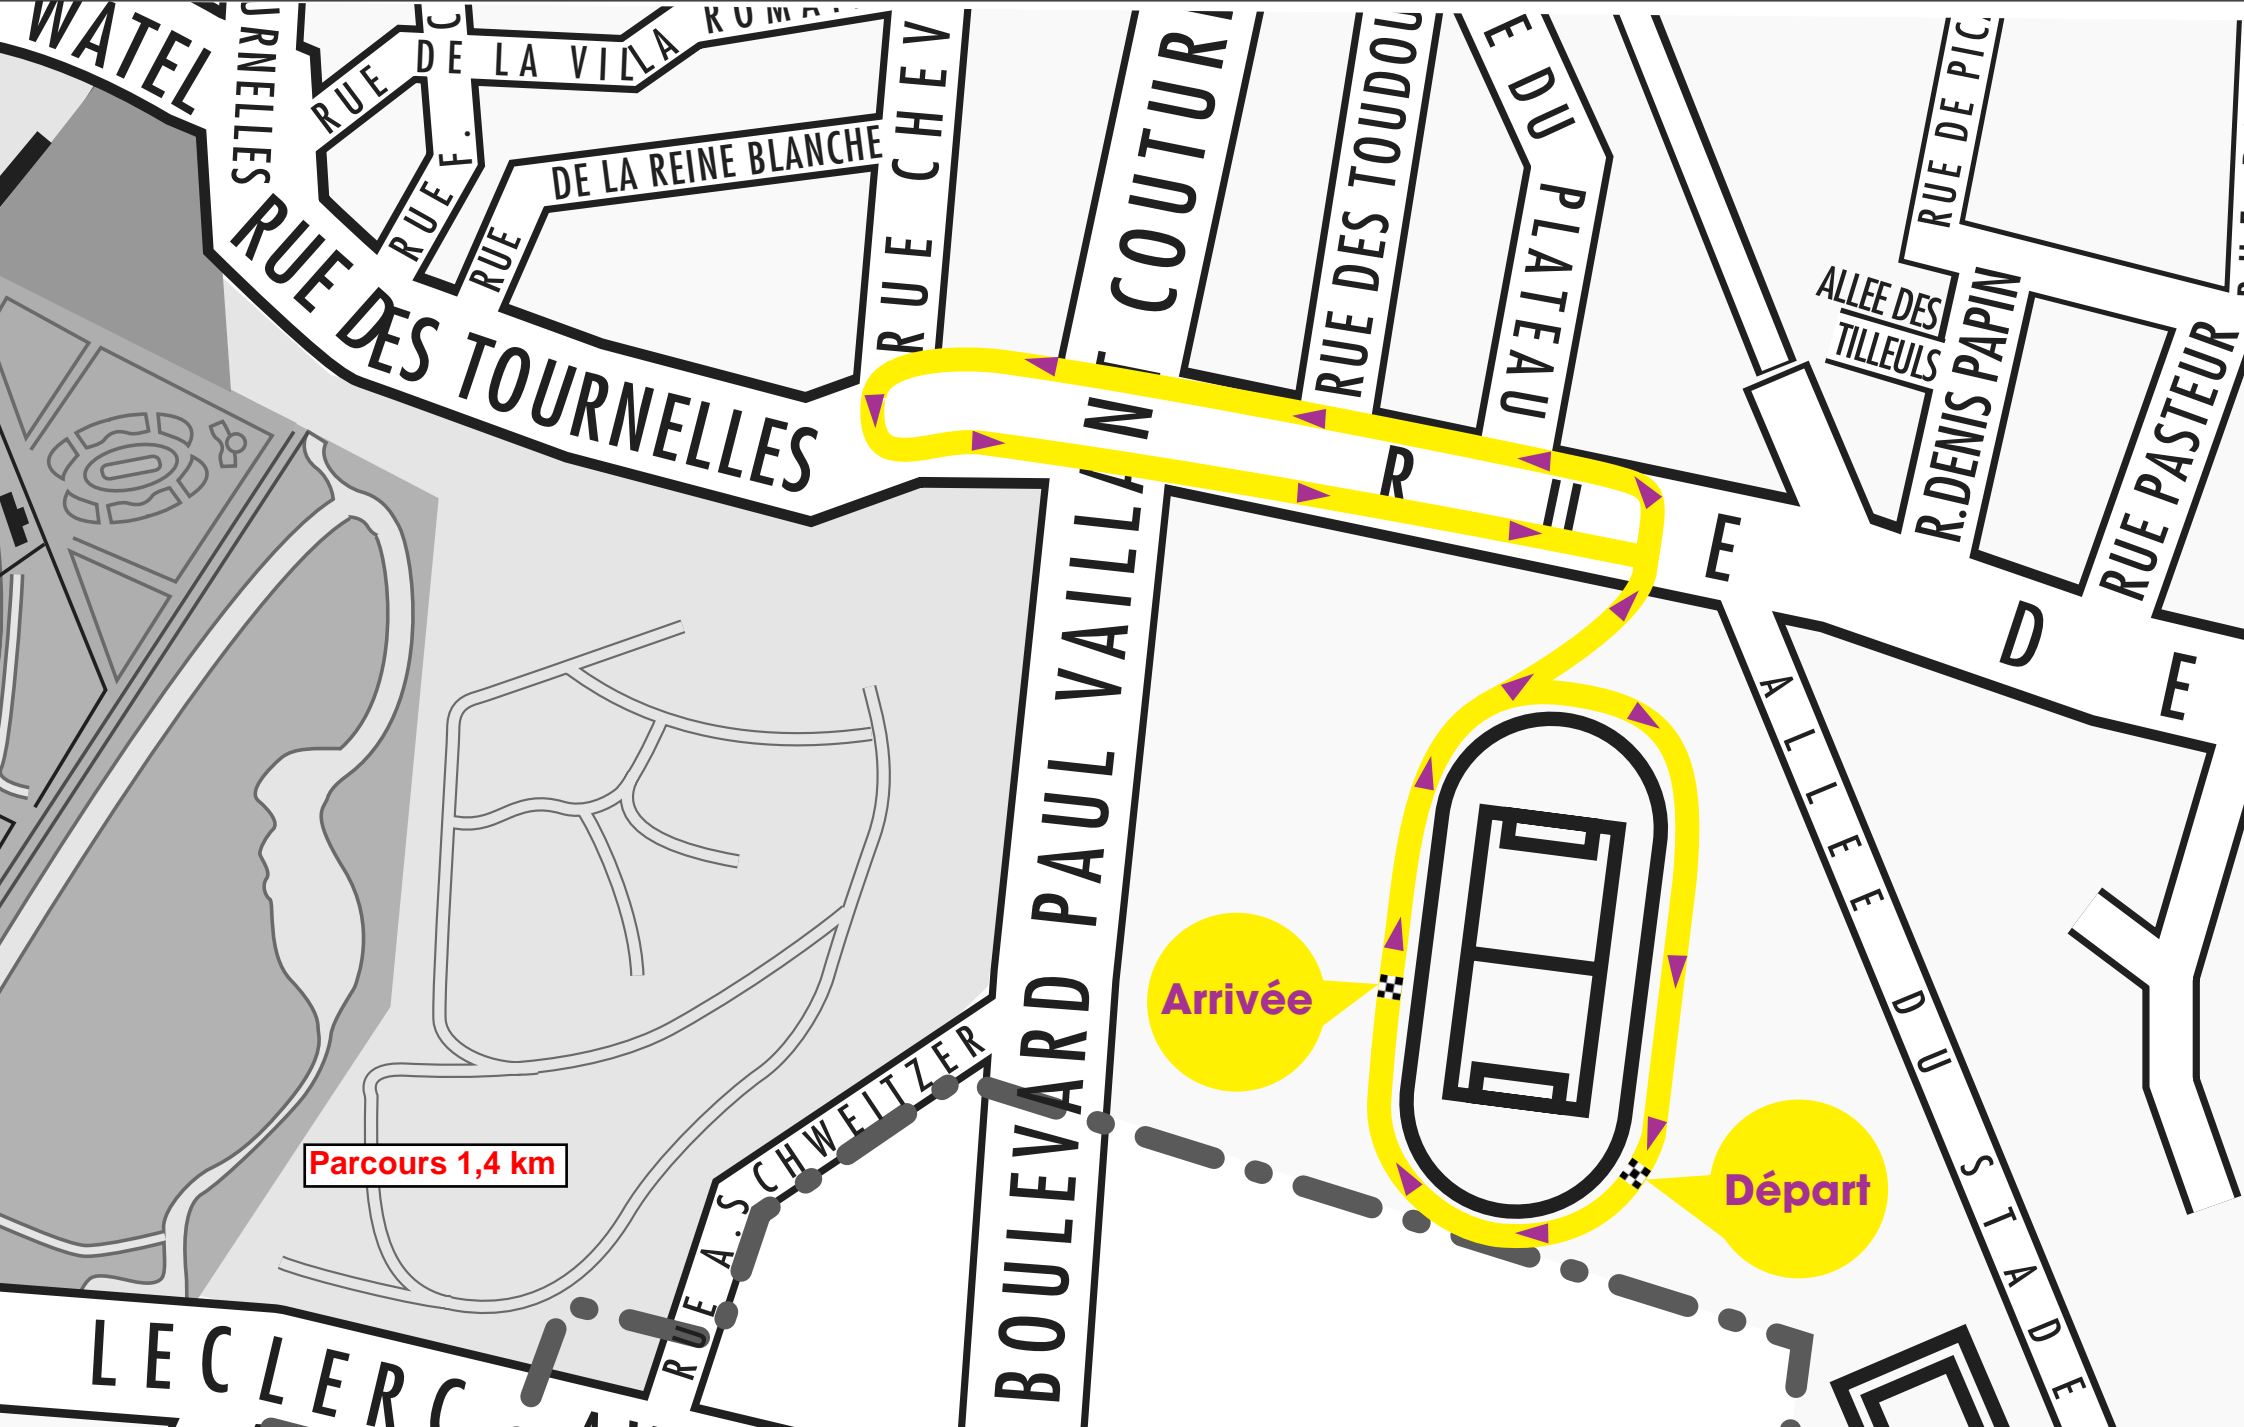 WATEL
RUE
DE LA VILLA
RUE F.
RUE
DE LA REINE BLANCHE
RUE DES TOURNELLES
RUE CHEV
COUTUR
RUE DES TOUDOU
E DU PLATEAU
RUE DE PIC
ALLEE DES
TILLEULS
R.DENIS PAPIN
RUE PASTEUR
R
E
D
E
BOULEVARD PAUL VAILLANT
ALLEE DU STADE
Arrivée
Départ
Parcours 1,4 km
RUE A.SCHWEITZER
LECLERC